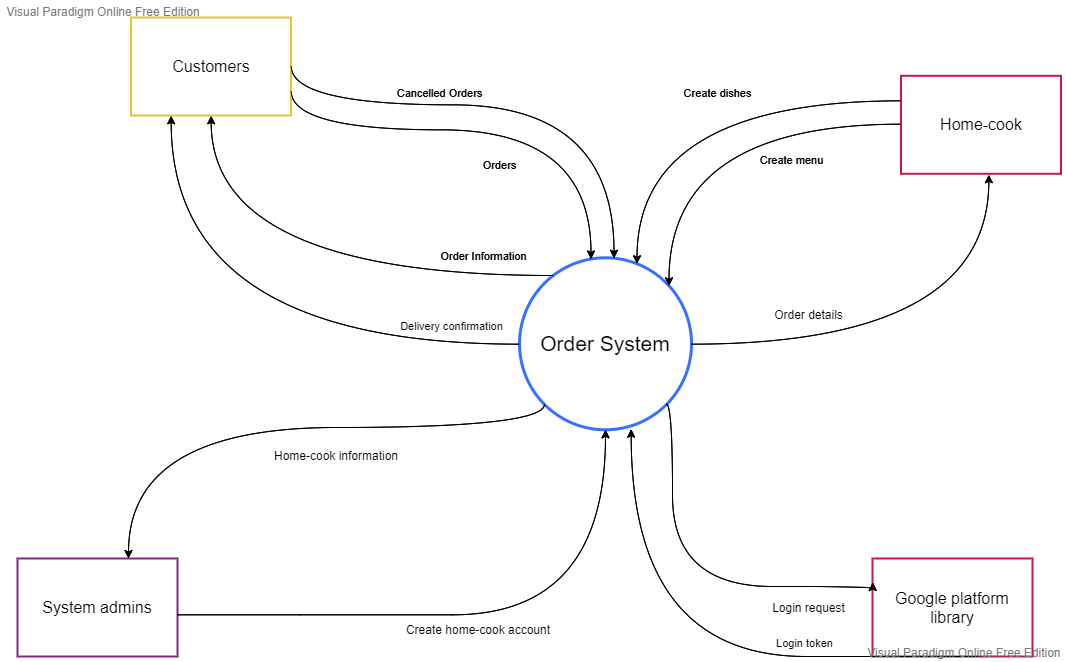 Visual Paradigm Online Free Edition
Customers
Cancelled Orders
Create dishes
Home-cook
Orders
Create menu
Order Information
Order details
Delivery confirmation
Order System
Home-cook information
System admins
Create home-cook account
Google platform
library
Login request
Login token
Visual Paradigm Online Free Edition